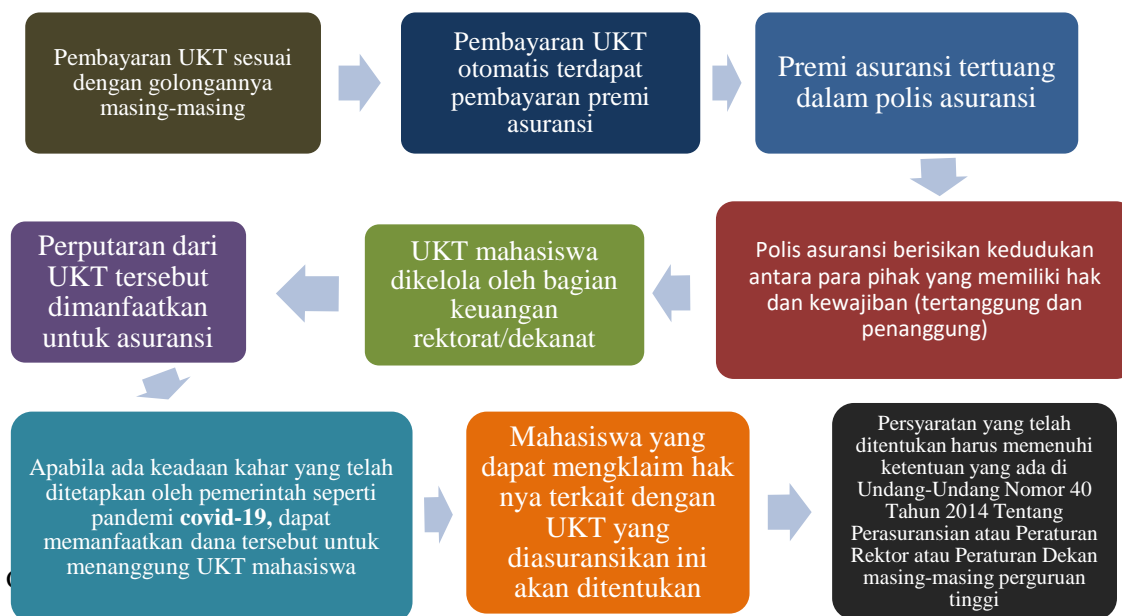 Pembayaran UKT sesuai
dengan golongannya
masing-masing
Pembayaran UKT
otomatis terdapat
pembayaran premi
asuransi
Premi asuransi tertuang
dalam polis asuransi
Polis asuransi berisikan kedudukan
antara para pihak yang memiliki hak
dan kewajiban (tertanggung dan
penanggung)
UKT mahasiswa
dikelola oleh bagian
keuangan
rektorat/dekanat
Perputaran dari
UKT tersebut
dimanfaatkan
untuk asuransi
Apabila ada keadaan kahar yang telah
ditetapkan oleh pemerintah seperti
pandemi covid-19, dapat
memanfaatkan dana tersebut untuk
menanggung UKT mahasiswa
Mahasiswa yang
dapat mengklaim hak
nya terkait dengan
UKT yang
diasuransikan ini
akan ditentukan
Persyaratan yang telah
ditentukan harus memenuhi
ketentuan yang ada di
Undang-Undang Nomor 40
Tahun 2014 Tentang
Perasuransian atau Peraturan
Rektor atau Peraturan Dekan
masing-masing perguruan
tinggi